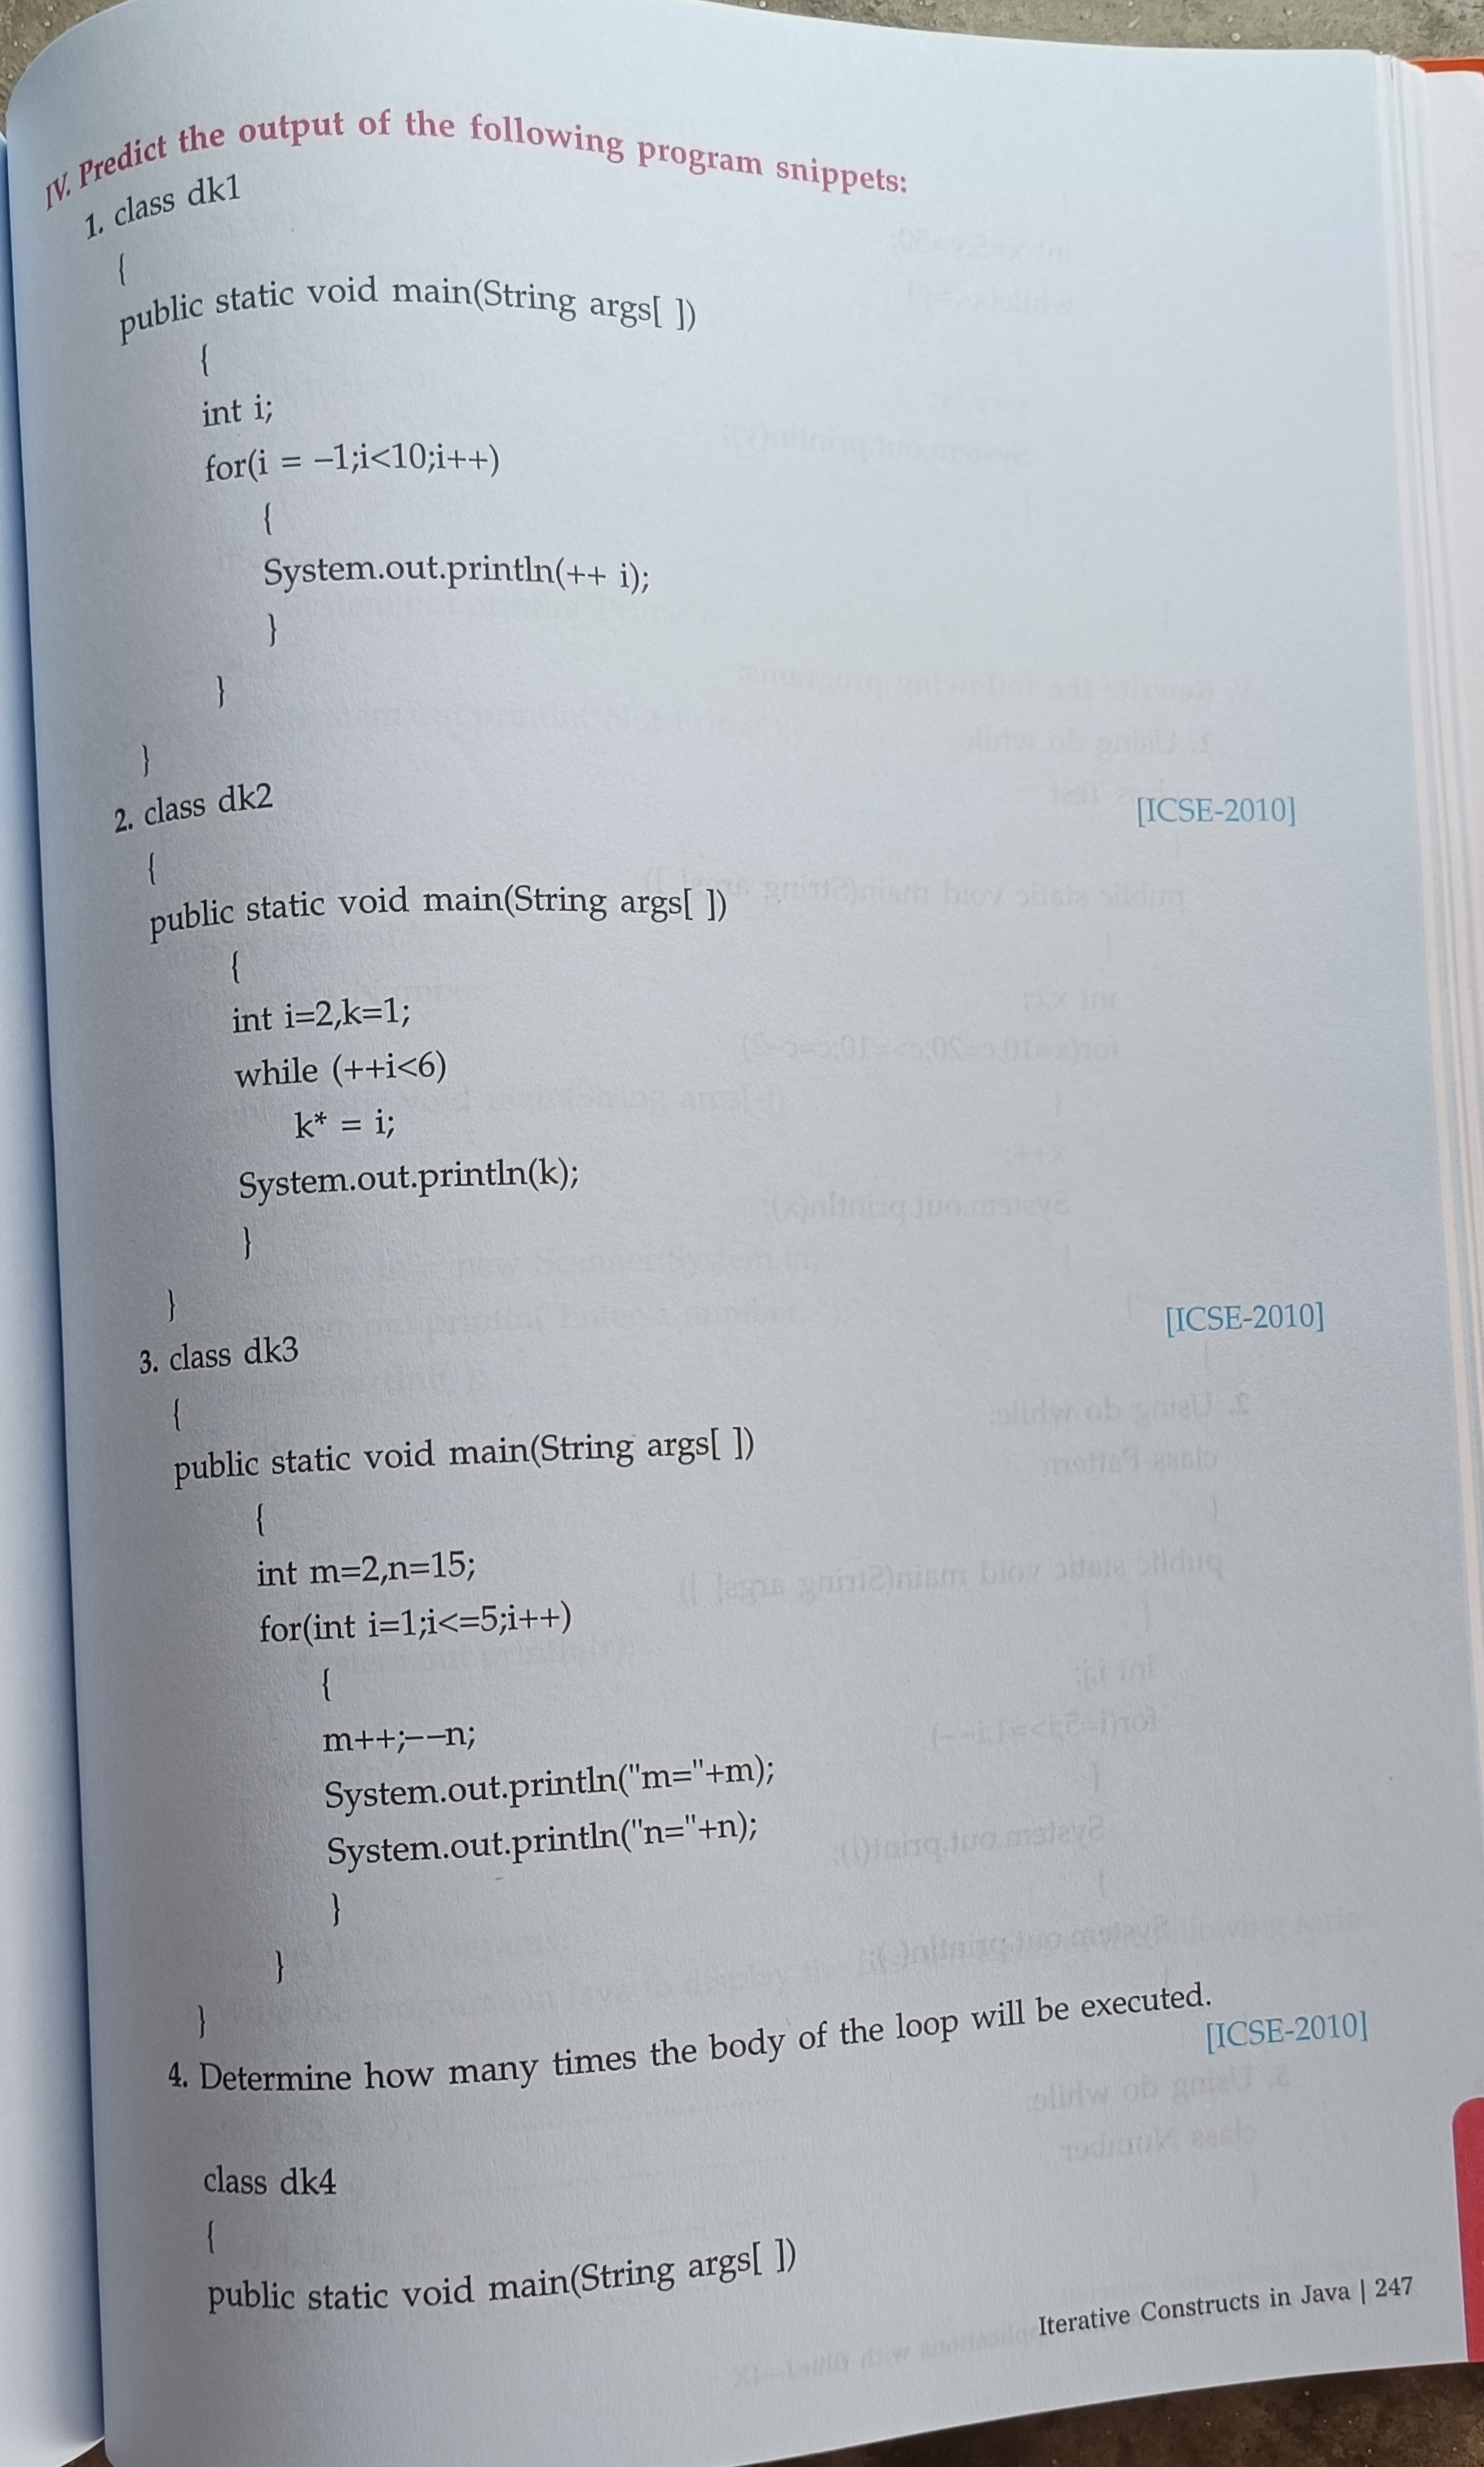 IV. Predict the output of the following program snippets:
1. class dk1
{
public static void main(String args[ ])
{
int i;
for(i = –1;i<10;i++)
{
System.out.println(++ i);
}
}
}
2. class dk2
[ICSE-2010]
{
public static void main(String args[ ])
{
int i=2,k=1;
while (++i<6)
k* = i;
System.out.println(k);
}
}
[ICSE-2010]
3. class dk3
{
public static void main(String args[ ])
{
int m=2,n=15;
for(int i=1;i<=5;i++)
{
m++;––n;
System.out.println("m="+m);
System.out.println("n="+n);
}
}
}
4. Determine how many times the body of the loop will be executed.
[ICSE-2010]
class dk4
{
public static void main(String args[ ])
Iterative Constructs in Java | 247